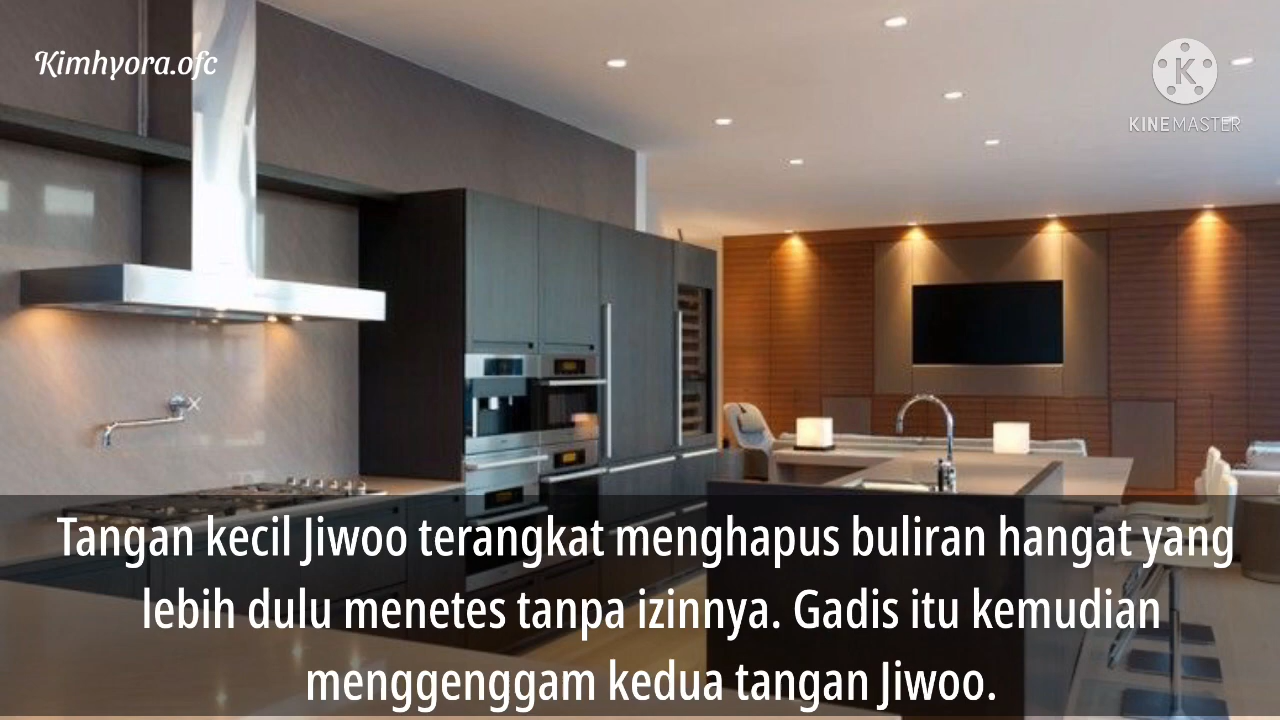 Kimhyora.ofc
K
KINEMASTER
Tangan kecil Jiwoo terangkat menghapus buliran hangat yang
lebih dulu menetes tanpa izinnya. Gadis itu kemudian
menggenggam kedua tangan Jiwoo.